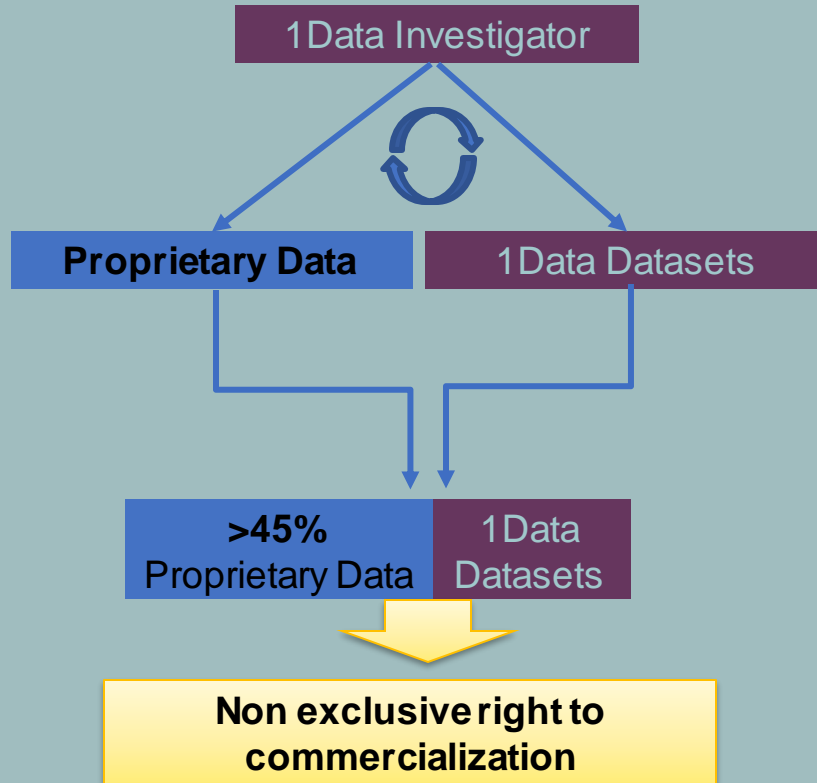 1Data Investigator
Proprietary Data
1Data Datasets
>45%
Proprietary Data
1Data
Datasets
Non exclusive right to
commercialization